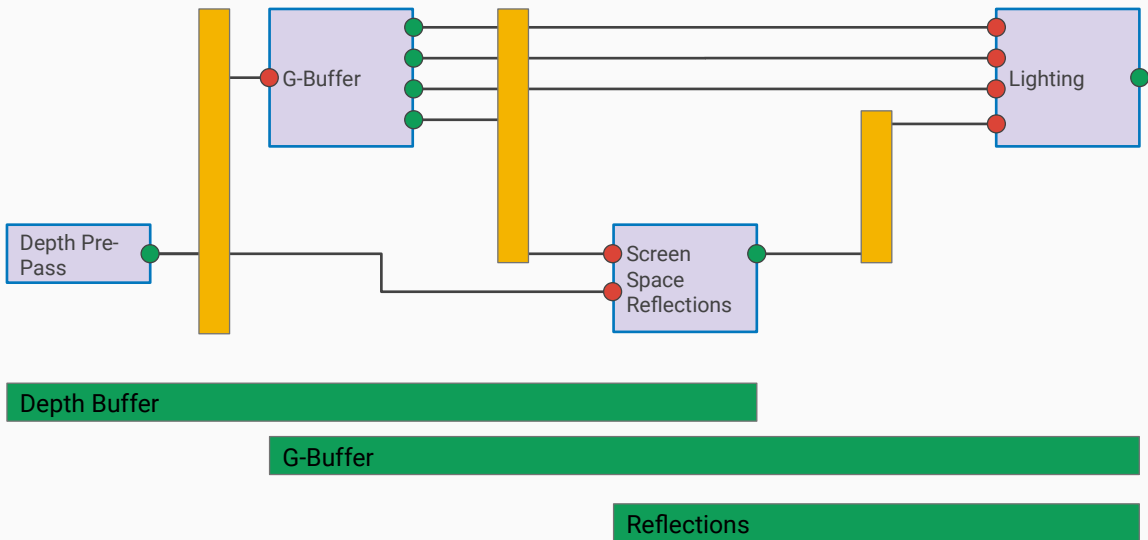 G-Buffer
Lighting
Depth Pre-
Pass
Screen
Space
Reflections
Depth Buffer
G-Buffer
Reflections